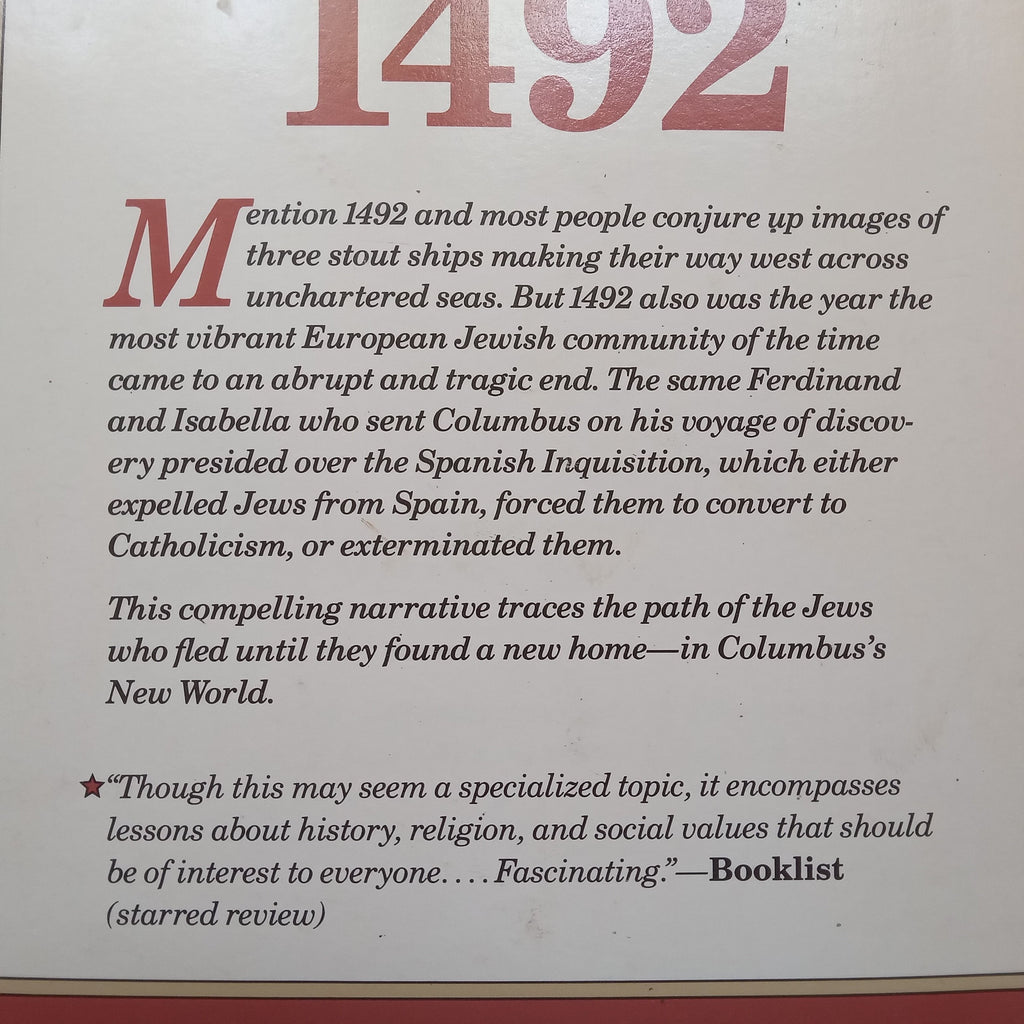 1492
Mention 1492 and most people conjure up images of
three stout ships making their way west across
unchartered seas. But 1492 also was the year the
most vibrant European Jewish community of the time
came to an abrupt and tragic end. The same Ferdinand
and Isabella who sent Columbus on his voyage of discov-
ery presided over the Spanish Inquisition, which either
expelled Jews from Spain, forced them to convert to
Catholicism, or exterminated them.
This compelling narrative traces the path of the Jews
who fled until they found a new home—in Columbus's
New World.
★“Though this may seem a specialized topic, it encompasses
lessons about history, religion, and social values that should
be of interest to everyone. . . . Fascinating.”—Booklist
(starred review)